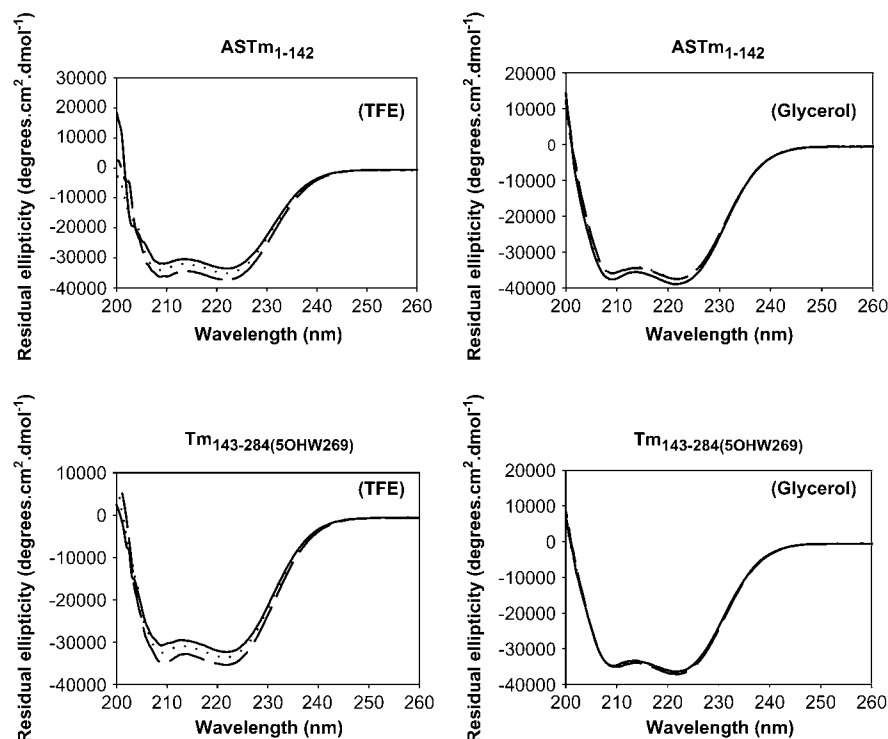 ASTm1-142
(TFE)
Residual ellipticity (degrees.cm².dmol⁻¹)
30000
20000
10000
0
-10000
-20000
-30000
-40000
200 210 220 230 240 250 260
Wavelength (nm)
ASTm1-142
(Glycerol)
Residual ellipticity (degrees.cm².dmol⁻¹)
20000
10000
0
-10000
-20000
-30000
-40000
200 210 220 230 240 250 260
Wavelength (nm)
Tm143-284(5OHW269)
(TFE)
Residual ellipticity (degrees.cm².dmol⁻¹)
10000
0
-10000
-20000
-30000
-40000
200 210 220 230 240 250 260
Wavelength (nm)
Tm143-284(5OHW269)
(Glycerol)
Residual ellipticity (degrees.cm².dmol⁻¹)
20000
10000
0
-10000
-20000
-30000
-40000
200 210 220 230 240 250 260
Wavelength (nm)